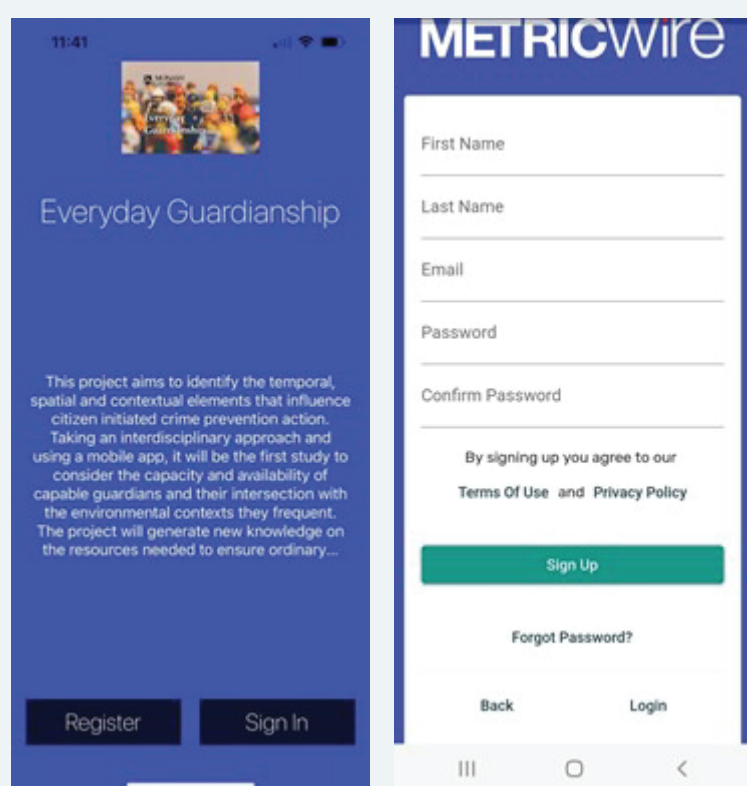 11:41
MONASH
Everyday
Guardianship
Everyday Guardianship
This project aims to identify the temporal,
spatial and contextual elements that influence
citizen initiated crime prevention action.
Taking an interdisciplinary approach and
using a mobile app, it will be the first study to
consider the capacity and availability of
capable guardians and their intersection with
the environmental contexts they frequent.
The project will generate new knowledge on
the resources needed to ensure ordinary...
Register Sign In
METRICWire
First Name
Last Name
Email
Password
Confirm Password
By signing up you agree to our
Terms Of Use and Privacy Policy
Sign Up
Forgot Password?
Back Login